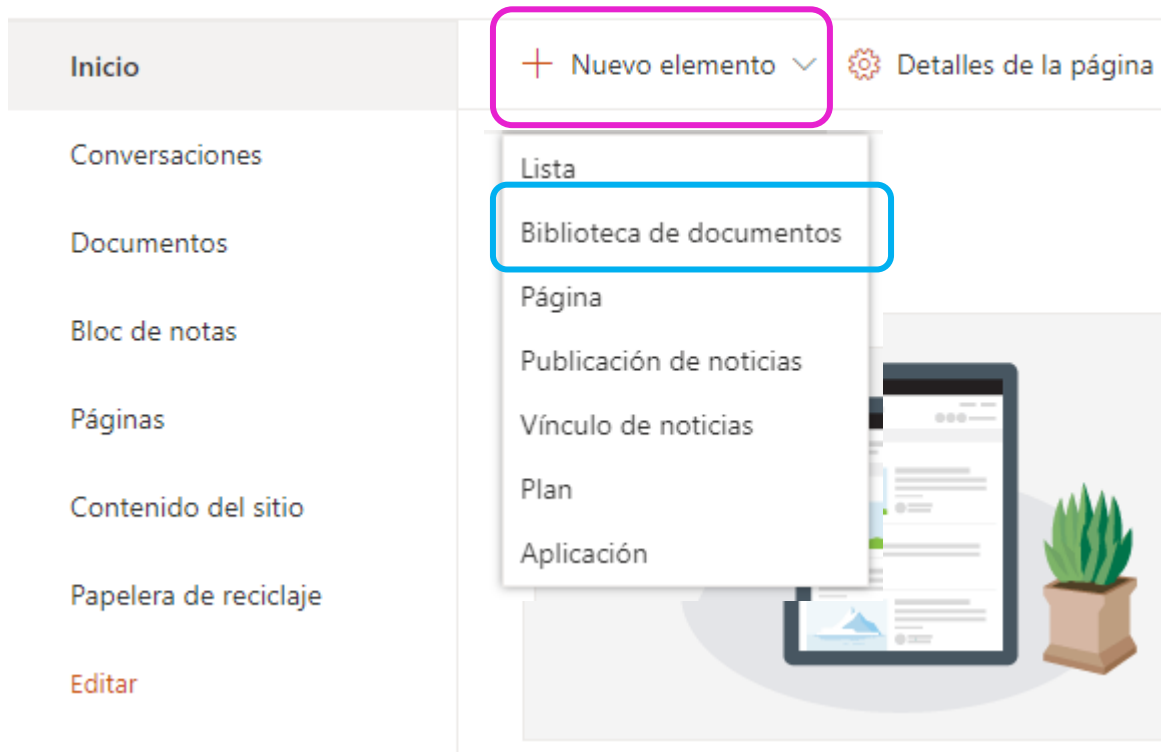 Inicio
Nuevo elemento
Detalles de la página
Conversaciones
Documentos
Bloc de notas
Páginas
Contenido del sitio
Papelera de reciclaje
Editar
Lista
Biblioteca de documentos
Página
Publicación de noticias
Vínculo de noticias
Plan
Aplicación